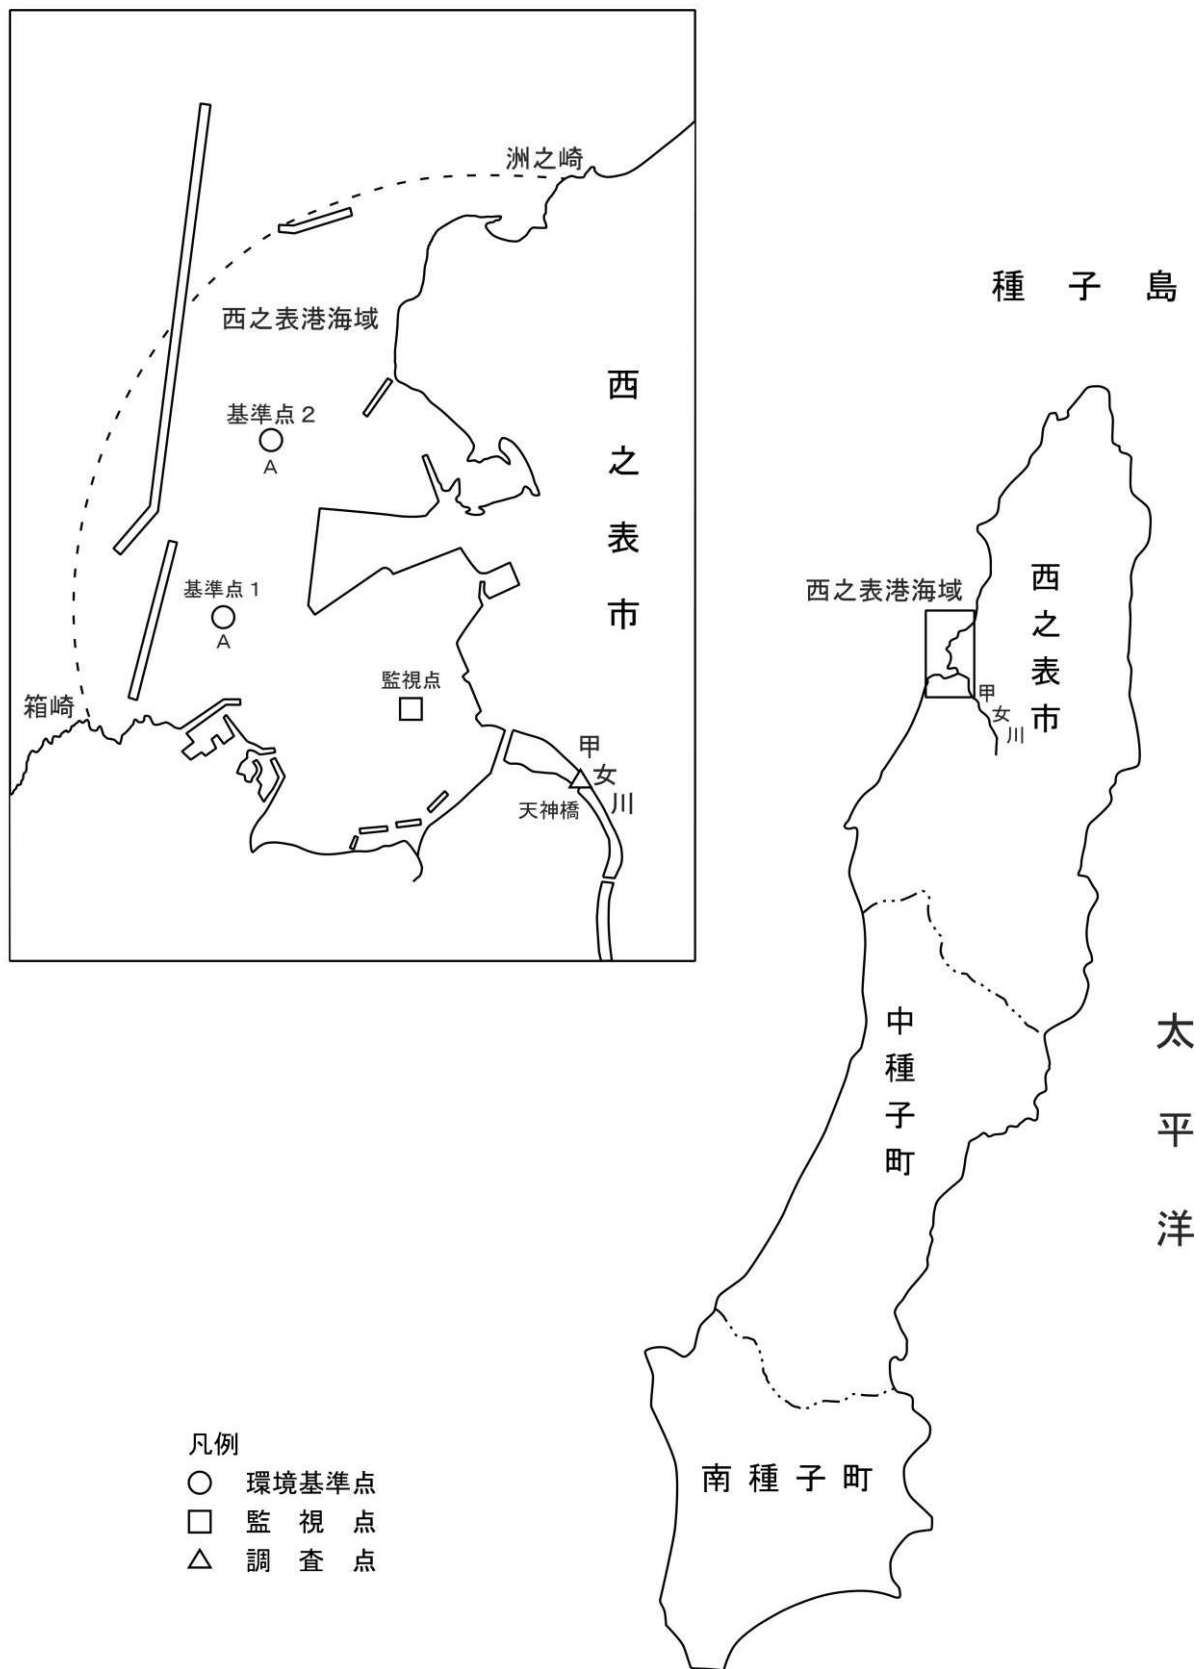 洲之崎
西之表港海域
基準点2
A
基準点1
A
監視点
箱崎
甲女川
天神橋
西之表市
種子島
西之表港海域
西之表市
甲女川
中種子町
太平洋
南種子町
凡例
○ 環境基準点
□ 監視点
△ 調査点